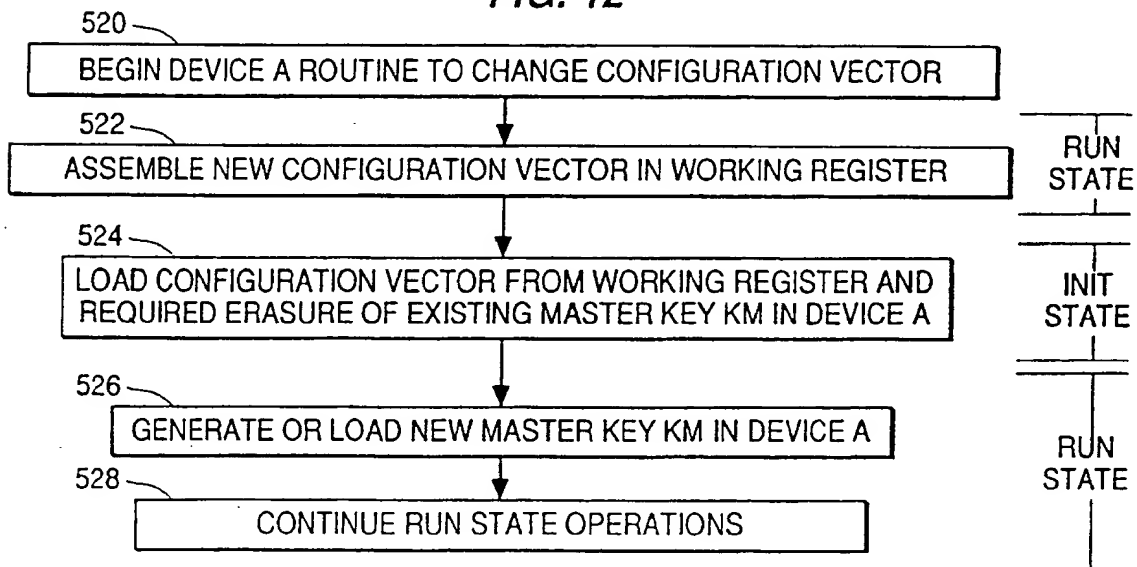 FIG. 12
520
BEGIN DEVICE A ROUTINE TO CHANGE CONFIGURATION VECTOR
522
ASSEMBLE NEW CONFIGURATION VECTOR IN WORKING REGISTER
RUN
STATE
524
LOAD CONFIGURATION VECTOR FROM WORKING REGISTER AND
REQUIRED ERASURE OF EXISTING MASTER KEY KM IN DEVICE A
INIT
STATE
526
GENERATE OR LOAD NEW MASTER KEY KM IN DEVICE A
RUN
STATE
528
CONTINUE RUN STATE OPERATIONS